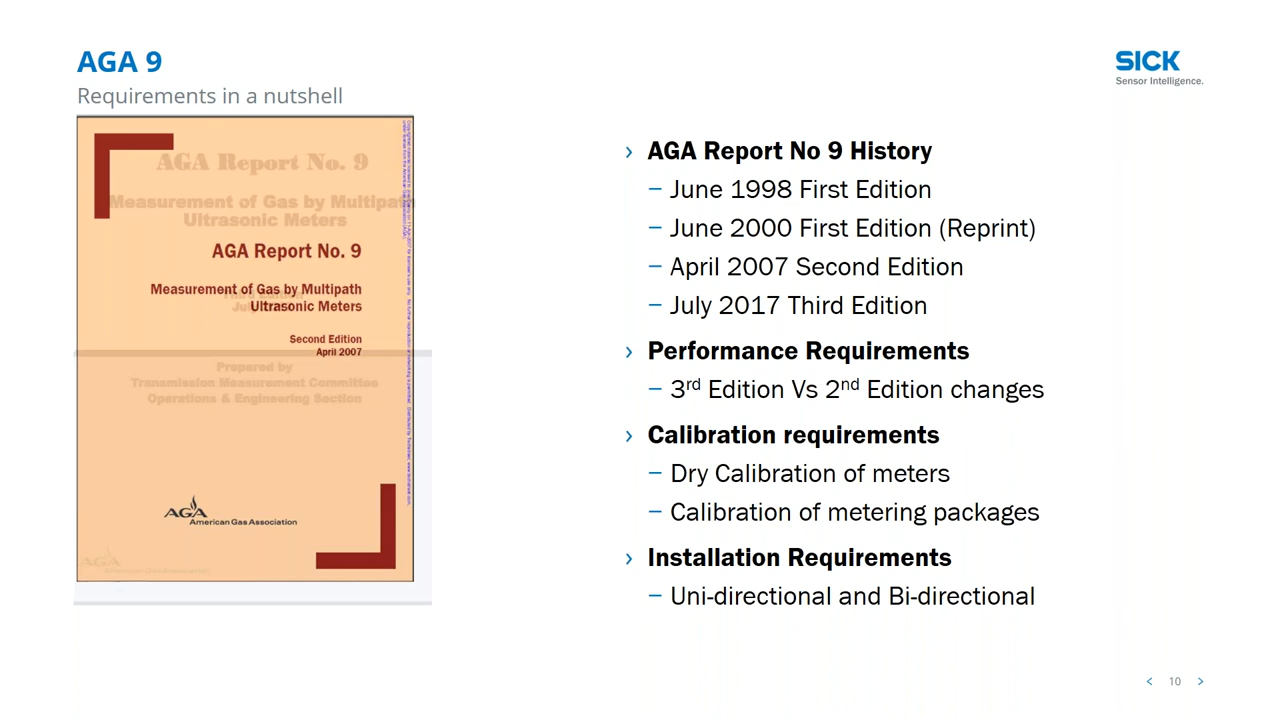 AGA 9
Requirements in a nutshell
SICK
Sensor Intelligence.
AGA Report No. 9
Measurement of Gas by Multipath
Ultrasonic Meters
AGA Report No. 9
Measurement of Gas by Multipath
Ultrasonic Meters
Second Edition
April 2007
Prepared by
Transmission Measurement Committee
Operations & Engineering Section
AGA
American Gas Association
AGA
› AGA Report No 9 History
– June 1998 First Edition
– June 2000 First Edition (Reprint)
– April 2007 Second Edition
– July 2017 Third Edition
› Performance Requirements
– 3rd Edition Vs 2nd Edition changes
› Calibration requirements
– Dry Calibration of meters
– Calibration of metering packages
› Installation Requirements
– Uni-directional and Bi-directional
< 10 >